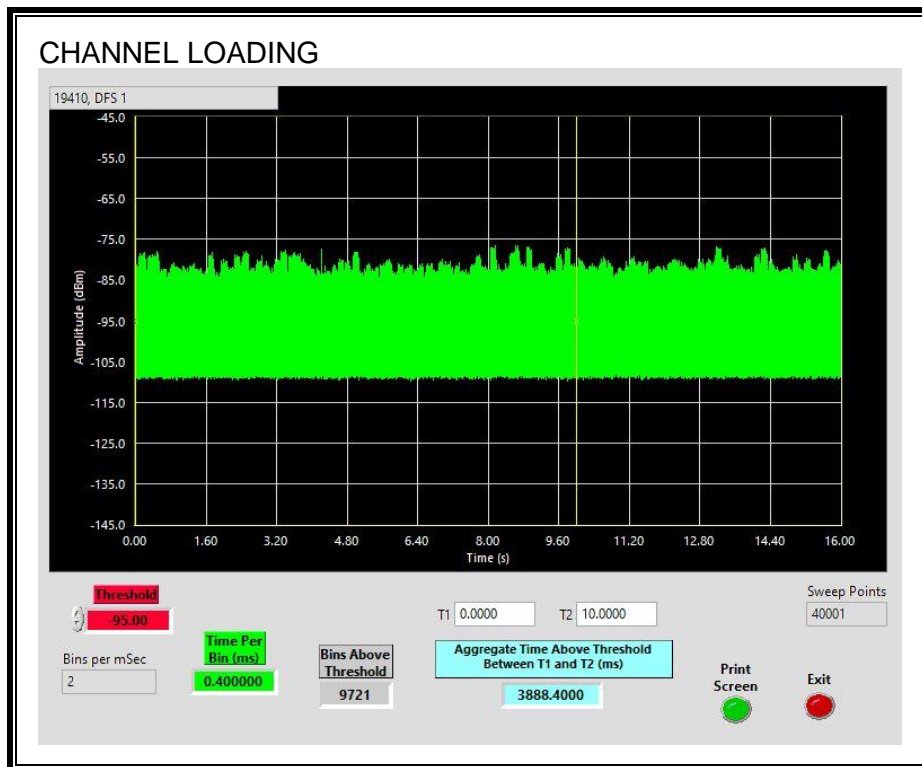 CHANNEL LOADING
19410, DFS 1
-45.0
-55.0
-65.0
-75.0
-85.0
-95.0
-105.0
-115.0
-125.0
-135.0
-145.0
Amplitude (dBm)
0.00 1.60 3.20 4.80 6.40 8.00 9.60 11.20 12.80 14.40 16.00
Time (s)
Threshold
-95.00
Bins per mSec
2
Time Per
Bin (ms)
0.400000
Bins Above
Threshold
9721
T1 0.0000 T2 10.0000
Aggregate Time Above Threshold
Between T1 and T2 (ms)
3888.4000
Sweep Points
40001
Print
Screen
Exit